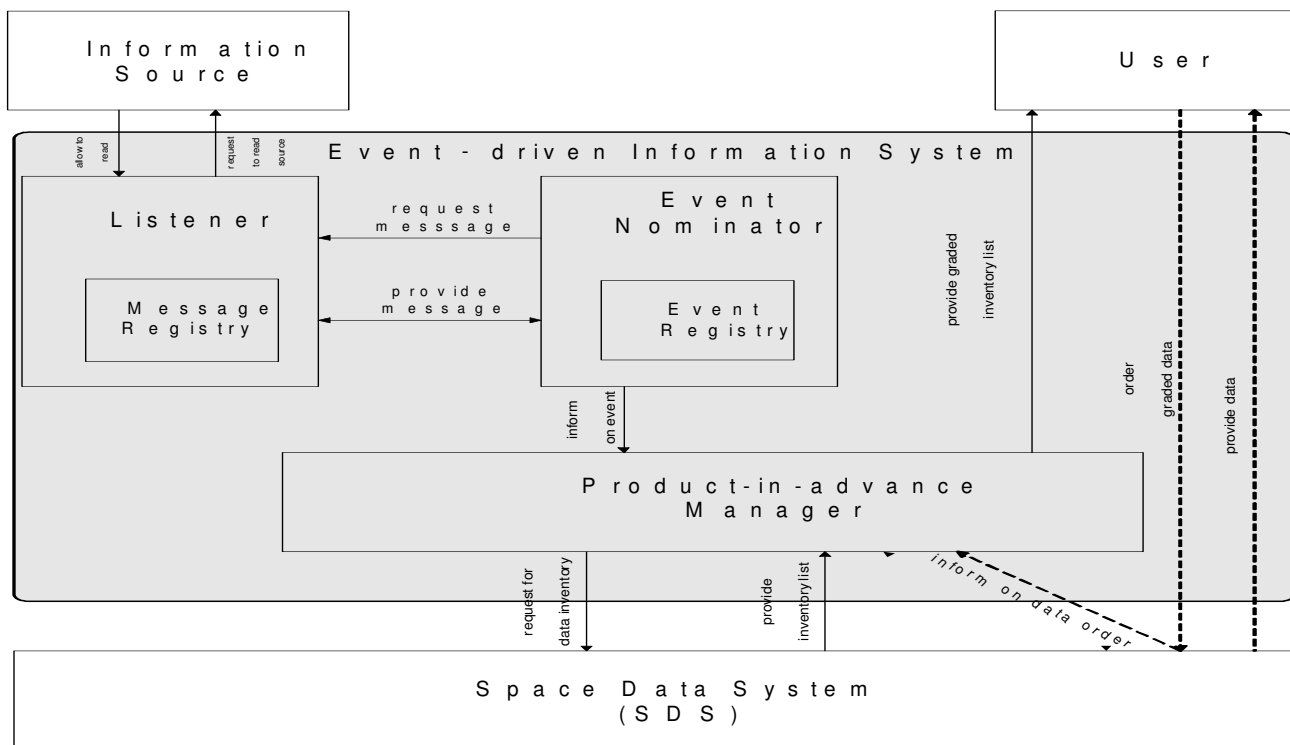 Information
Source
User
allow to
read
request
to read
source
Event - driven Information System
Listener
request
messsage
Event
Nominator
provide
message
Message
Registry
Event
Registry
provide graded
inventory list
order
graded data
provide data
inform
on event
Product-in-advance
Manager
request for
data inventory
provide
inventory list
inform on data order
Space Data System
(SDS)